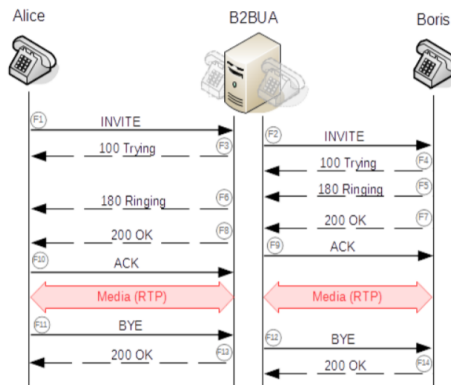 Alice B2BUA Boris
F1 INVITE
F2 INVITE
100 Trying F3
100 Trying F4
180 Ringing F5
180 Ringing F6
200 OK F7
200 OK F8
F9 ACK
F10 ACK
Media (RTP) Media (RTP)
F11 BYE
F12 BYE
200 OK F13
200 OK F14